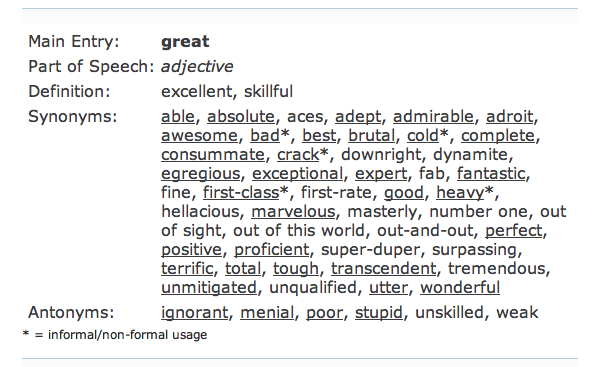 Main Entry: great
Part of Speech: adjective
Definition: excellent, skillful
Synonyms: able, absolute, aces, adept, admirable, adroit,
awesome, bad*, best, brutal, cold*, complete,
consummate, crack*, downright, dynamite,
egregious, exceptional, expert, fab, fantastic,
fine, first-class*, first-rate, good, heavy*,
hellacious, marvelous, masterly, number one, out
of sight, out of this world, out-and-out, perfect,
positive, proficient, super-duper, surpassing,
terrific, total, tough, transcendent, tremendous,
unmitigated, unqualified, utter, wonderful
Antonyms: ignorant, menial, poor, stupid, unskilled, weak
* = informal/non-formal usage